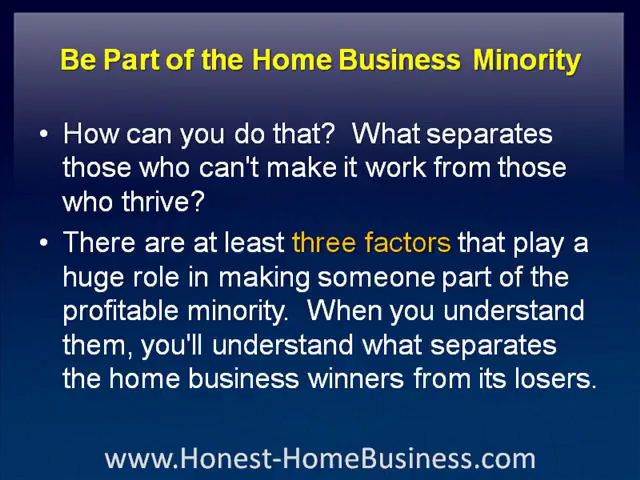 Be Part of the Home Business Minority
• How can you do that?  What separates
those who can't make it work from those
who thrive?
• There are at least three factors that play a
huge role in making someone part of the
profitable minority.  When you understand
them, you'll understand what separates
the home business winners from its losers.
www.Honest-HomeBusiness.com